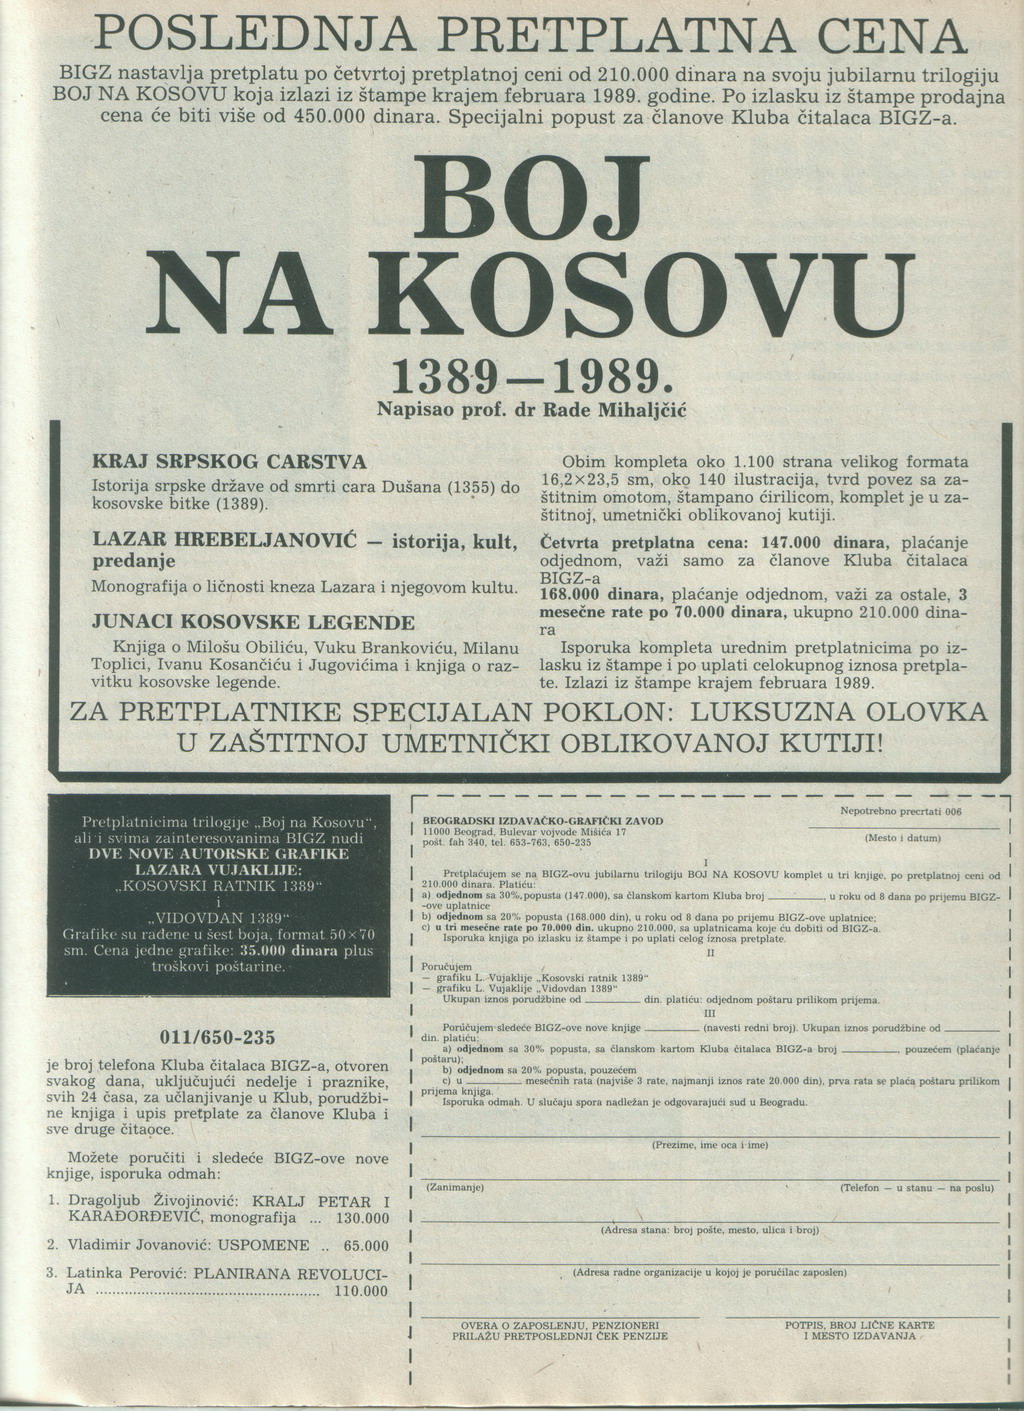 POSLEDNJA PRETPLATNA CENA
BIGZ nastavlja pretplatu po četvrtoj pretplatnoj ceni od 210.000 dinara na svoju jubilarnu trilogiju
BOJ NA KOSOVU koja izlazi iz štampe krajem februara 1989. godine. Po izlasku iz štampe prodajna
cena će biti više od 450.000 dinara. Specijalni popust za članove Kluba čitalaca BIGZ-a.
BOJ
NA KOSOVU
1389—1989.
Napisao prof. dr Rade Mihaljčić
KRAJ SRPSKOG CARSTVA
Istorija srpske države od smrti cara Dušana (1355) do
kosovske bitke (1389).
LAZAR HREBELJANOVIĆ — istorija, kult,
predanje
Monografija o ličnosti kneza Lazara i njegovom kultu.
JUNACI KOSOVSKE LEGENDE
Knjiga o Milošu Obiliću, Vuku Brankoviću, Milanu
Toplici, Ivanu Kosančiću i Jugovićima i knjiga o raz-
vitku kosovske legende.
Obim kompleta oko 1.100 strana velikog formata
16,2×23,5 sm, oko 140 ilustracija, tvrd povez sa za-
štitnim omotom, štampano ćirilicom, komplet je u za-
štitnoj, umetnički oblikovanoj kutiji.
Četvrta pretplatna cena: 147.000 dinara, plaćanje
odjednom, važi samo za članove Kluba čitalaca
BIGZ-a
168.000 dinara, plaćanje odjednom, važi za ostale, 3
mesečne rate po 70.000 dinara, ukupno 210.000 dina-
ra
Isporuka kompleta urednim pretplatnicima po iz-
lasku iz štampe i po uplati celokupnog iznosa pretpla-
te. Izlazi iz štampe krajem februara 1989.
ZA PRETPLATNIKE SPECIJALAN POKLON: LUKSUZNA OLOVKA
U ZAŠTITNOJ UMETNIČKI OBLIKOVANOJ KUTIJI!
Pretplatnicima trilogije „Boj na Kosovu“,
ali i svima zainteresovanima BIGZ nudi
DVE NOVE AUTORSKE GRAFIKE
LAZARA VUJAKLIJE:
„KOSOVSKI RATNIK 1389“
i
„VIDOVDAN 1389“
Grafike su rađene u šest boja, format 50×70
sm. Cena jedne grafike: 35.000 dinara plus
troškovi poštarine.
011/650-235
je broj telefona Kluba čitalaca BIGZ-a, otvoren
svakog dana, uključujući nedelje i praznike,
svih 24 časa, za učlanjivanje u Klub, porudžbi-
ne knjiga i upis pretplate za članove Kluba i
sve druge čitaoce.
Možete poručiti i sledeće BIGZ-ove nove
knjige, isporuka odmah:
1. Dragoljub Živojinović: KRALJ PETAR I
KARAĐORĐEVIĆ, monografija ... 130.000
2. Vladimir Jovanović: USPOMENE .. 65.000
3. Latinka Perović: PLANIRANA REVOLUCI-
JA ........................................................ 110.000
Nepotrebno precrtati 006
BEOGRADSKI IZDAVAČKO-GRAFIČKI ZAVOD
11000 Beograd, Bulevar vojvode Mišića 17
pošt. fah 340, tel. 653-763, 650-235
(Mesto i datum)
I
Pretplaćujem se na BIGZ-ovu jubilarnu trilogiju BOJ NA KOSOVU komplet u tri knjige, po pretplatnoj ceni od
210.000 dinara. Platiću:
a) odjednom sa 30% popusta (147.000), sa članskom kartom Kluba broj ________, u roku od 8 dana po prijemu BIGZ-
-ove uplatnice
b) odjednom sa 20% popusta (168.000 din), u roku od 8 dana po prijemu BIGZ-ove uplatnice;
c) u tri mesečne rate po 70.000 din. ukupno 210.000, sa uplatnicama koje ću dobiti od BIGZ-a.
Isporuka knjiga po izlasku iz štampe i po uplati celog iznosa pretplate.
II
Poručujem
— grafiku L. Vujaklije „Kosovski ratnik 1389“
— grafiku L. Vujaklije „Vidovdan 1389“
Ukupan iznos porudžbine od ________ din. platiću: odjednom poštaru prilikom prijema.
III
Poručujem sledeće BIGZ-ove nove knjige ________ (navesti redni broj). Ukupan iznos porudžbine od ________
din. platiću:
a) odjednom sa 30% popusta, sa članskom kartom Kluba čitalaca BIGZ-a broj ________, pouzećem (plaćanje
poštaru);
b) odjednom sa 20% popusta, pouzećem
c) u ________ mesečnih rata (najviše 3 rate, najmanji iznos rate 20.000 din), prva rata se plaća poštaru prilikom
prijema knjiga.
Isporuka odmah. U slučaju spora nadležan je odgovarajući sud u Beogradu.
(Prezime, ime oca i ime)
(Zanimanje)
(Telefon — u stanu — na poslu)
(Adresa stana: broj pošte, mesto, ulica i broj)
(Adresa radne organizacije u kojoj je poručilac zaposlen)
OVERA O ZAPOSLENJU, PENZIONERI
PRILAŽU PRETPOSLEDNJI ČEK PENZIJE
POTPIS, BROJ LIČNE KARTE
I MESTO IZDAVANJA